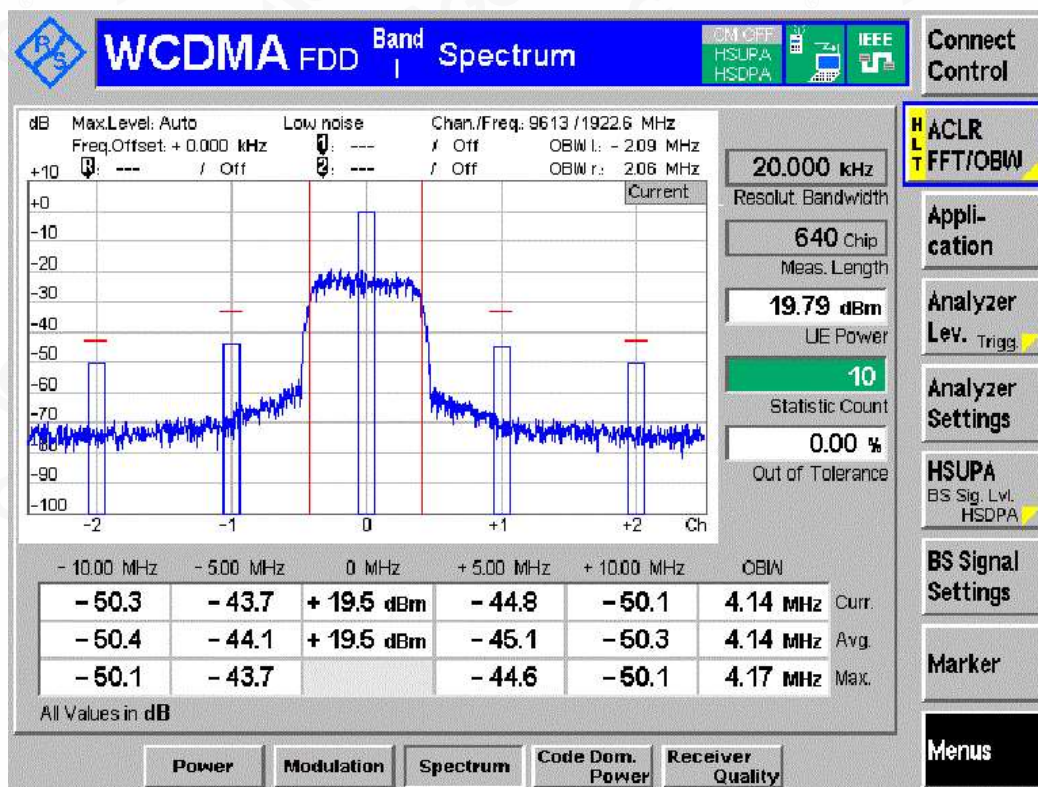 R&S
WCDMA FDD Band I Spectrum
CM OFF
HSUPA
HSDPA
IEEE
Connect
Control
dB Max.Level: Auto Low noise Chan./Freq.: 9613 / 1922.6 MHz
Freq.Offset: + 0.000 kHz 1: --- / Off OBW l.: - 2.09 MHz
R: --- / Off 2: --- / Off OBW r.: 2.06 MHz
Current
+10
+0
-10
-20
-30
-40
-50
-60
-70
-80
-90
-100
-2 -1 0 +1 +2 Ch
20.000 kHz
Resolut. Bandwidth
640 Chip
Meas. Length
19.79 dBm
UE Power
10
Statistic Count
0.00 %
Out of Tolerance
HLT
ACLR
FFT/OBW
Appli-
cation
Analyzer
Lev. Trigg.
Analyzer
Settings
HSUPA
BS Sig. Lvl.
HSDPA
BS Signal
Settings
Marker
Menus
- 10.00 MHz - 5.00 MHz 0 MHz + 5.00 MHz + 10.00 MHz OBW
- 50.3 - 43.7 + 19.5 dBm - 44.8 - 50.1 4.14 MHz Curr.
- 50.4 - 44.1 + 19.5 dBm - 45.1 - 50.3 4.14 MHz Avg.
- 50.1 - 43.7 - 44.6 - 50.1 4.17 MHz Max.
All Values in dB
Power
Modulation
Spectrum
Code Dom.
Power
Receiver
Quality